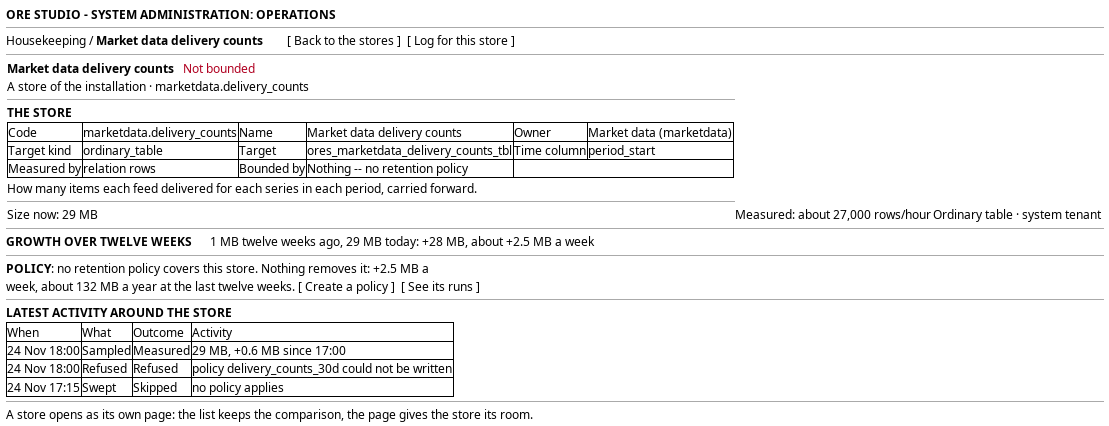 ORE STUDIO - SYSTEM ADMINISTRATION: OPERATIONS
Housekeeping / Market data delivery counts [ Back to the stores ] [ Log for this store ]
Market data delivery counts Not bounded
A store of the installation · marketdata.delivery_counts
THE STORE
Code marketdata.delivery_counts Name Market data delivery counts Owner Market data (marketdata)
Target kind ordinary_table Target ores_marketdata_delivery_counts_tbl Time column period_start
Measured by relation rows Bounded by Nothing -- no retention policy
How many items each feed delivered for each series in each period, carried forward.
Size now: 29 MB Measured: about 27,000 rows/hour Ordinary table · system tenant
GROWTH OVER TWELVE WEEKS 1 MB twelve weeks ago, 29 MB today: +28 MB, about +2.5 MB a week
POLICY: no retention policy covers this store. Nothing removes it: +2.5 MB a
week, about 132 MB a year at the last twelve weeks. [ Create a policy ] [ See its runs ]
LATEST ACTIVITY AROUND THE STORE
When What Outcome Activity
24 Nov 18:00 Sampled Measured 29 MB, +0.6 MB since 17:00
24 Nov 18:00 Refused Refused policy delivery_counts_30d could not be written
24 Nov 17:15 Swept Skipped no policy applies
A store opens as its own page: the list keeps the comparison, the page gives the store its room.